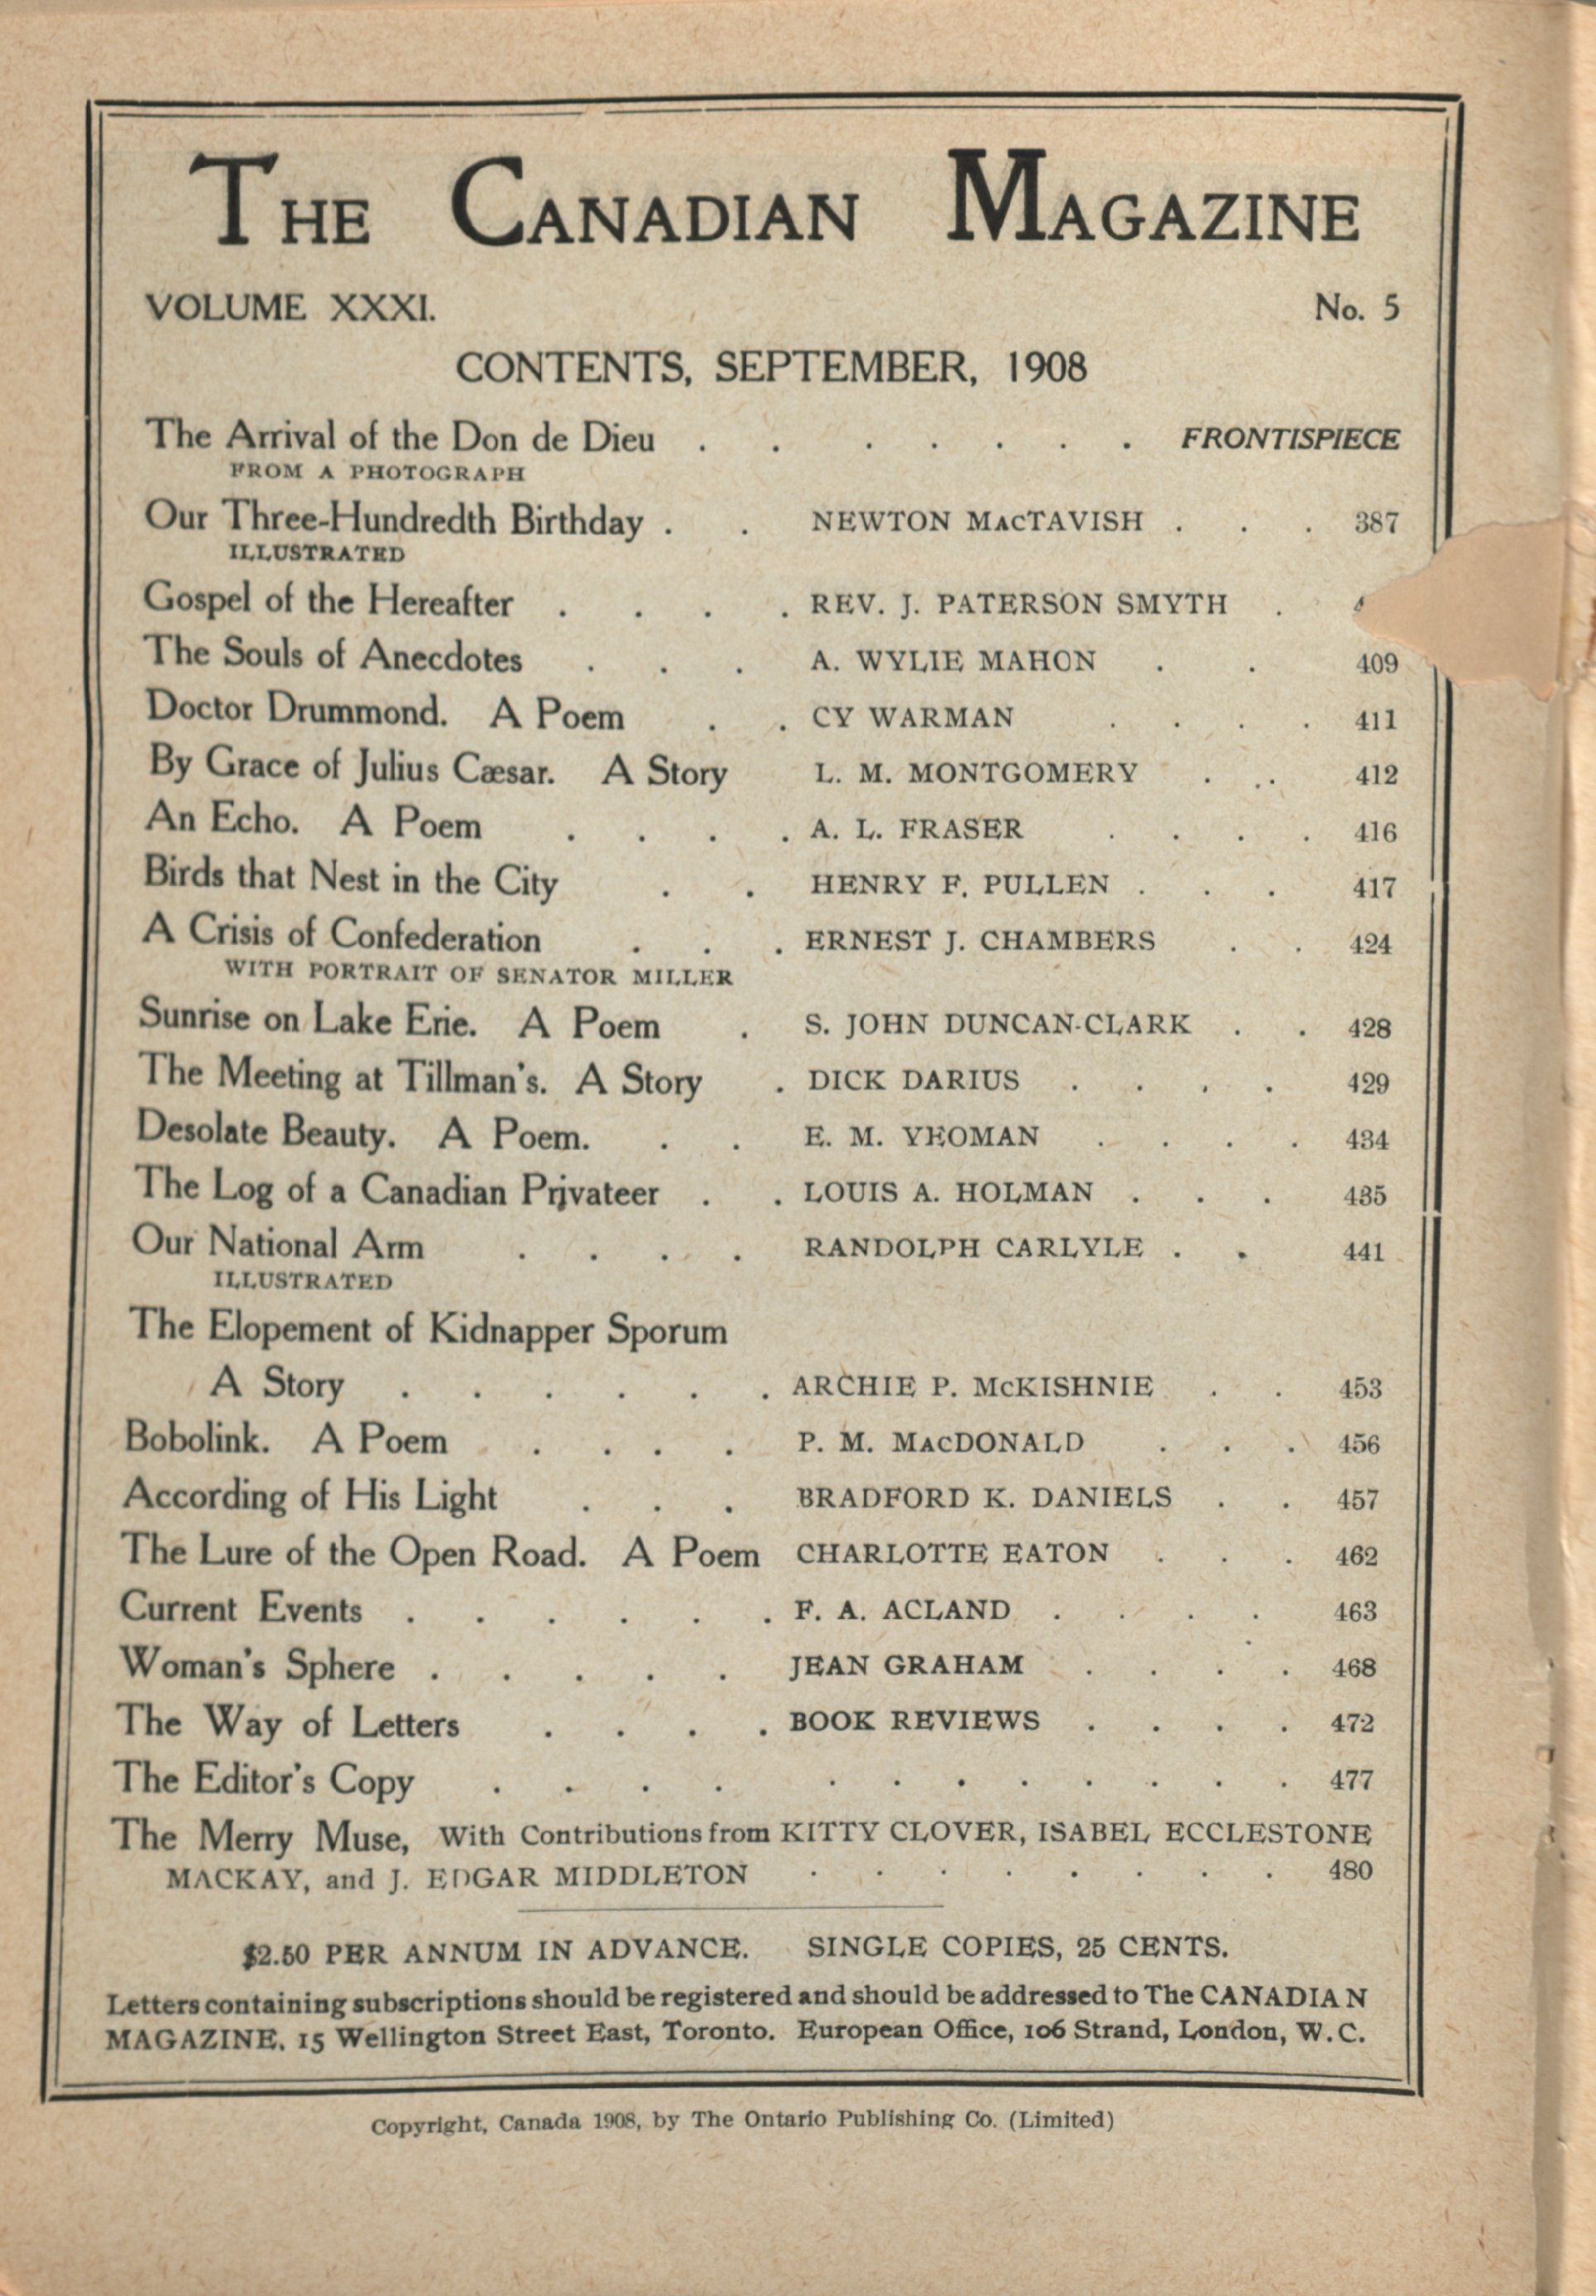 THE CANADIAN MAGAZINE
VOLUME XXXI. No. 5
CONTENTS, SEPTEMBER, 1908
The Arrival of the Don de Dieu . . . . . . . FRONTISPIECE
FROM A PHOTOGRAPH
Our Three-Hundredth Birthday . . NEWTON MACTAVISH . . . 387
ILLUSTRATED
Gospel of the Hereafter . . . . REV. J. PATERSON SMYTH .
The Souls of Anecdotes . . . A. WYLIE MAHON . . 409
Doctor Drummond. A Poem . . CY WARMAN . . . . 411
By Grace of Julius Cæsar. A Story L. M. MONTGOMERY . . . 412
An Echo. A Poem . . . . A. L. FRASER . . . . 416
Birds that Nest in the City . . HENRY F. PULLEN . . . 417
A Crisis of Confederation . . . ERNEST J. CHAMBERS . . 424
WITH PORTRAIT OF SENATOR MILLER
Sunrise on Lake Erie. A Poem . S. JOHN DUNCAN-CLARK . . 428
The Meeting at Tillman's. A Story . DICK DARIUS . . . . 429
Desolate Beauty. A Poem. . . E. M. YEOMAN . . . . 434
The Log of a Canadian Privateer . . LOUIS A. HOLMAN . . . 435
Our National Arm . . . . RANDOLPH CARLYLE . . 441
ILLUSTRATED
The Elopement of Kidnapper Sporum
A Story . . . . . . ARCHIE P. McKISHNIE . . 453
Bobolink. A Poem . . . . P. M. MACDONALD . . . 456
According of His Light . . . BRADFORD K. DANIELS . . 457
The Lure of the Open Road. A Poem CHARLOTTE EATON . . . 462
Current Events . . . . . . F. A. ACLAND . . . . 463
Woman's Sphere . . . . . JEAN GRAHAM . . . . 468
The Way of Letters . . . . BOOK REVIEWS . . . . 472
The Editor's Copy . . . . . . . . . . . . 477
The Merry Muse, With Contributions from KITTY CLOVER, ISABEL ECCLESTONE
MACKAY, and J. EDGAR MIDDLETON . . . . . . . . 480
$2.50 PER ANNUM IN ADVANCE. SINGLE COPIES, 25 CENTS.
Letters containing subscriptions should be registered and should be addressed to The CANADIAN
MAGAZINE. 15 Wellington Street East, Toronto. European Office, 106 Strand, London, W.C.
Copyright, Canada 1908, by The Ontario Publishing Co. (Limited)